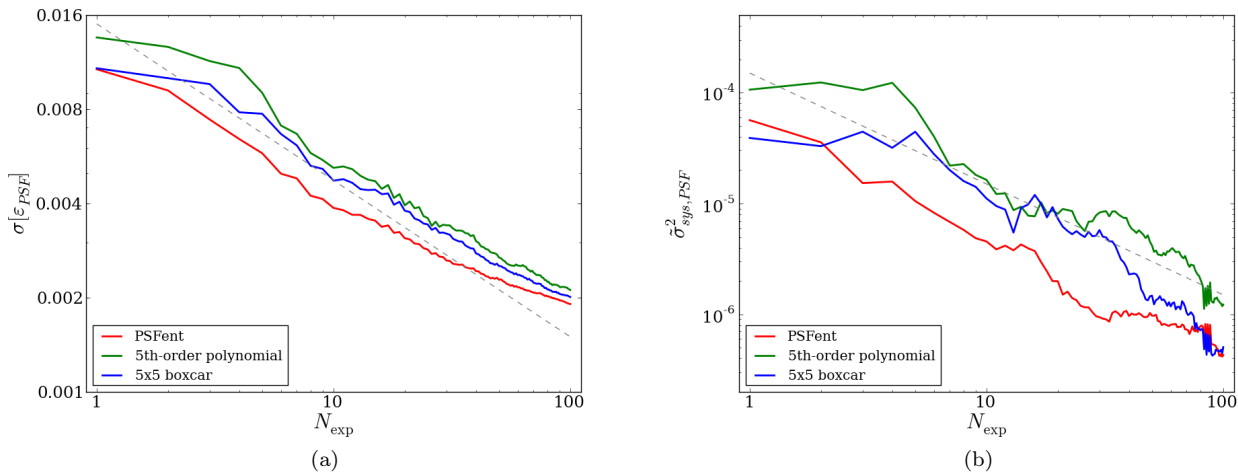 0.016
0.008
0.004
0.002
0.001
σ[ε_PSF]
PSFent
5th-order polynomial
5x5 boxcar
1
10
100
N_exp
(a)
10^-4
10^-5
10^-6
σ̃²_sys,PSF
PSFent
5th-order polynomial
5x5 boxcar
1
10
100
N_exp
(b)